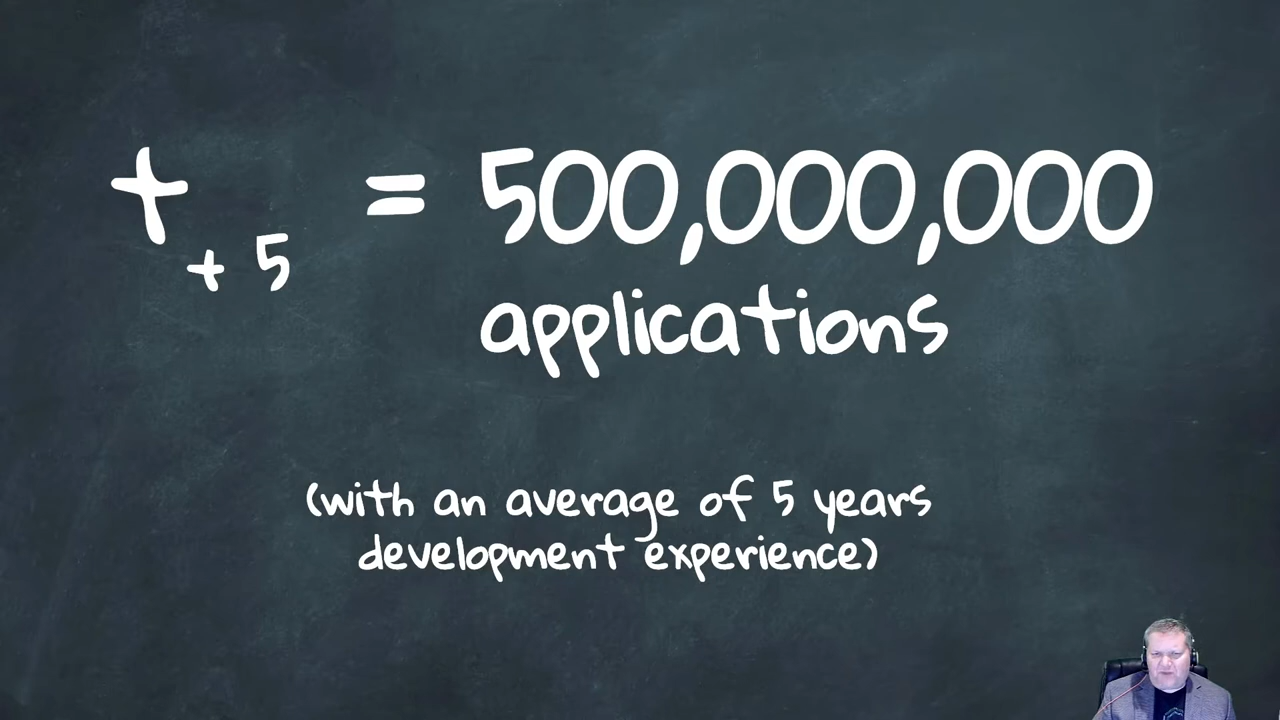 t + 5 = 500,000,000
applications
(with an average of 5 years
development experience)